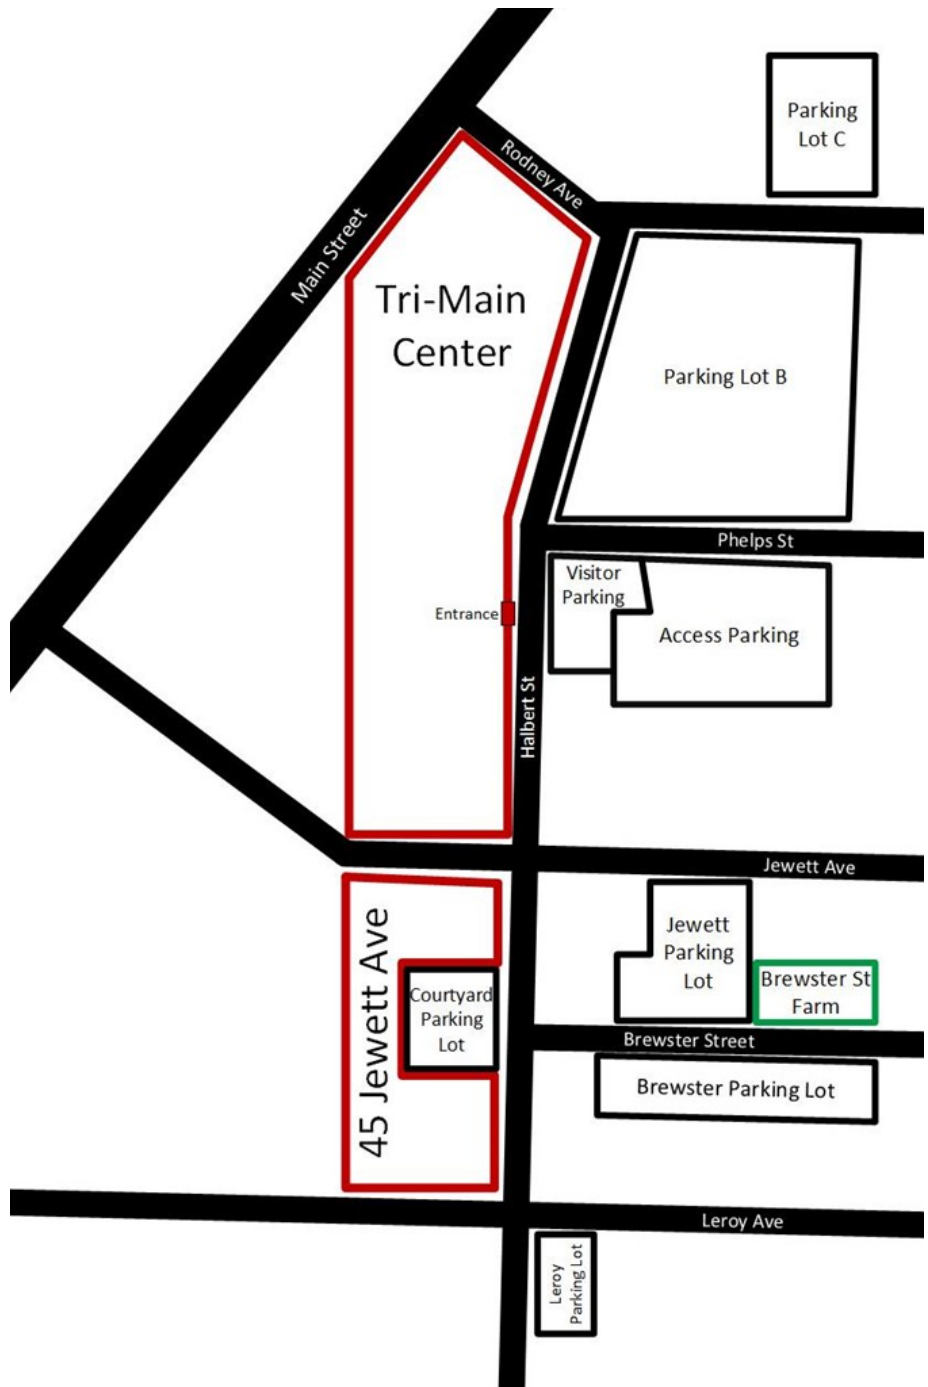 Parking
Lot C
Rodney Ave
Main Street
Tri-Main
Center
Parking Lot B
Phelps St
Visitor
Parking
Entrance
Access Parking
Halbert St
Jewett Ave
45 Jewett Ave
Jewett
Parking
Lot
Courtyard
Parking
Lot
Brewster St
Farm
Brewster Street
Brewster Parking Lot
Leroy Ave
Leroy
Parking Lot